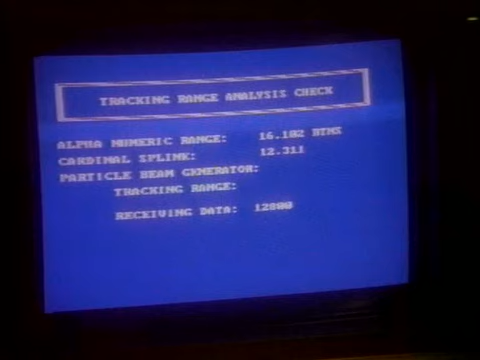 TRACKING RANGE ANALYSIS CHECK
ALPHA NUMERIC RANGE: 16.102 BTMS
CARDINAL SPLINE: 12.311
PARTICLE BEAM GENERATOR:
TRACKING RANGE:
RECEIVING DATA: 12800